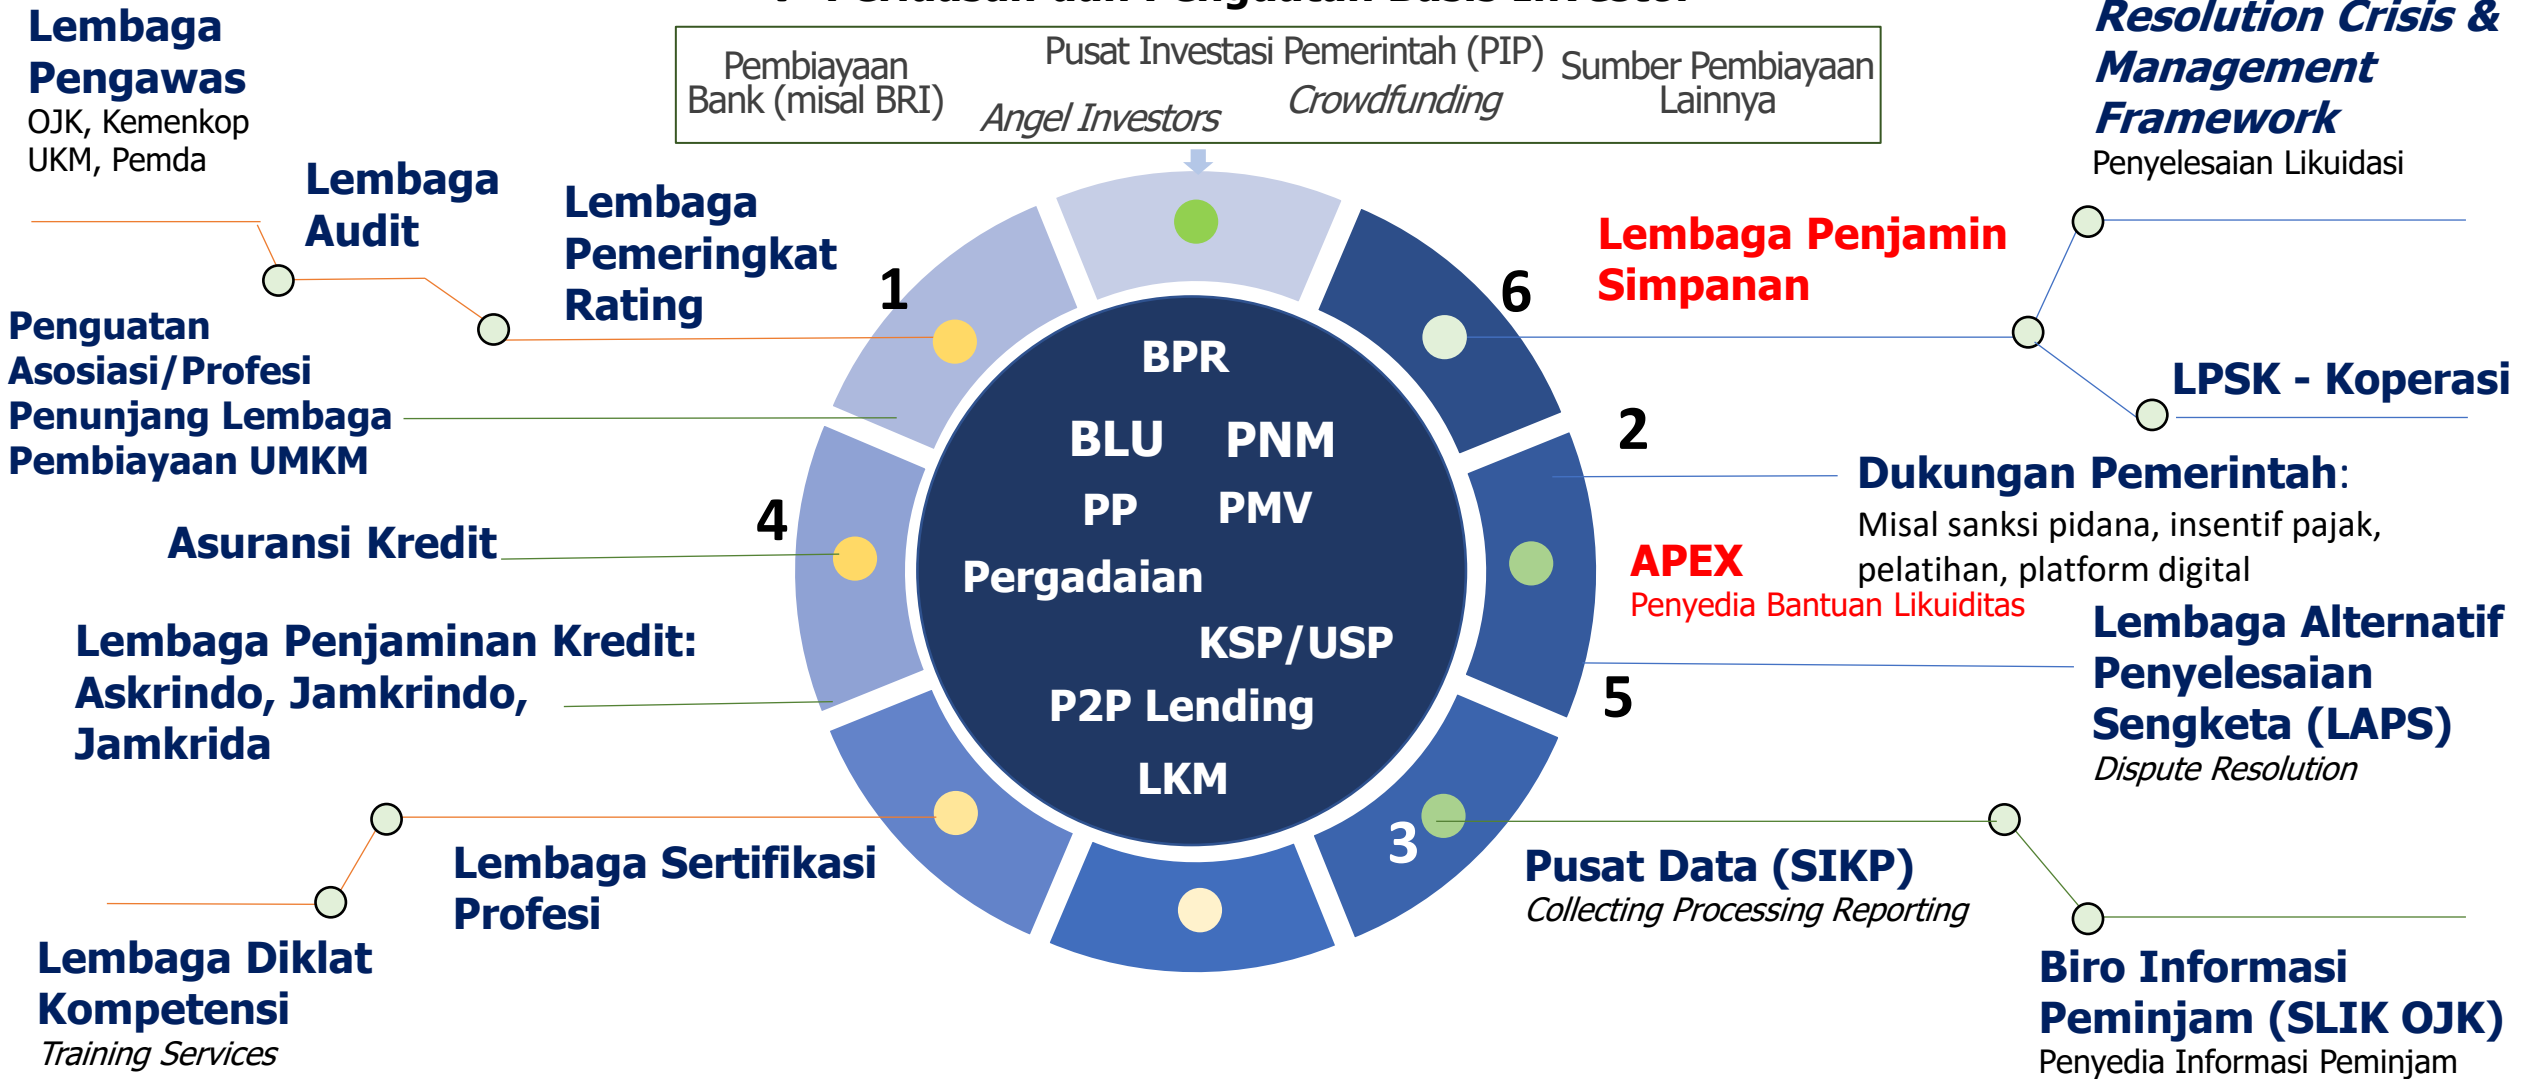 Perluasan dan Penguatan Basis Investor
Pembiayaan
Bank (misal BRI)
Pusat Investasi Pemerintah (PIP)
Angel Investors
Crowdfunding
Sumber Pembiayaan
Lainnya
Lembaga
Pengawas
OJK, Kemenkop
UKM, Pemda
Lembaga
Audit
Lembaga
Pemeringkat
Rating
1
Penguatan
Asosiasi/Profesi
Penunjang Lembaga
Pembiayaan UMKM
4
Asuransi Kredit
Lembaga Penjaminan Kredit:
Askrindo, Jamkrindo,
Jamkrida
Lembaga Sertifikasi
Profesi
Lembaga Diklat
Kompetensi
Training Services
BPR
BLU PNM
PP PMV
Pergadaian
KSP/USP
P2P Lending
LKM
Resolution Crisis &
Management
Framework
Penyelesaian Likuidasi
6
Lembaga Penjamin
Simpanan
LPSK - Koperasi
2
Dukungan Pemerintah:
Misal sanksi pidana, insentif pajak,
pelatihan, platform digital
APEX
Penyedia Bantuan Likuiditas
5
Lembaga Alternatif
Penyelesaian
Sengketa (LAPS)
Dispute Resolution
3
Pusat Data (SIKP)
Collecting Processing Reporting
Biro Informasi
Peminjam (SLIK OJK)
Penyedia Informasi Peminjam